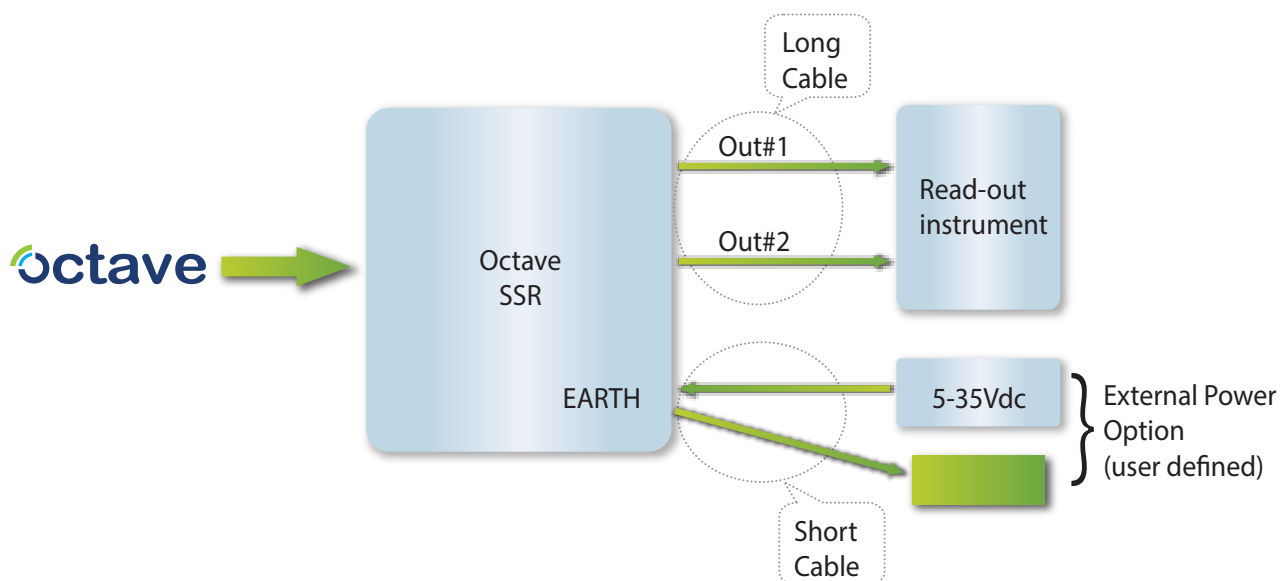 Long
Cable
Out#1
Out#2
Read-out
instrument
octave
Octave
SSR
EARTH
5-35Vdc
External Power
Option
(user defined)
Short
Cable